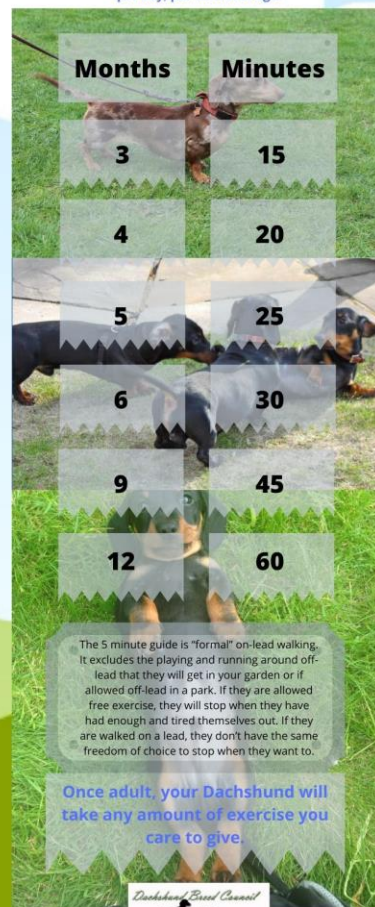 Months Minutes
3 15
4 20
5 25
6 30
9 45
12 60
The 5 minute guide is "formal" on-lead walking.
It excludes the playing and running around off-
lead that they will get in your garden or if
allowed off-lead in a park. If they are allowed
free exercise, they will stop when they have
had enough and tired themselves out. If they
are walked on a lead, they don't have the same
freedom of choice to stop when they want to.
Once adult, your Dachshund will
take any amount of exercise you
care to give.
Dachshund Breed Council